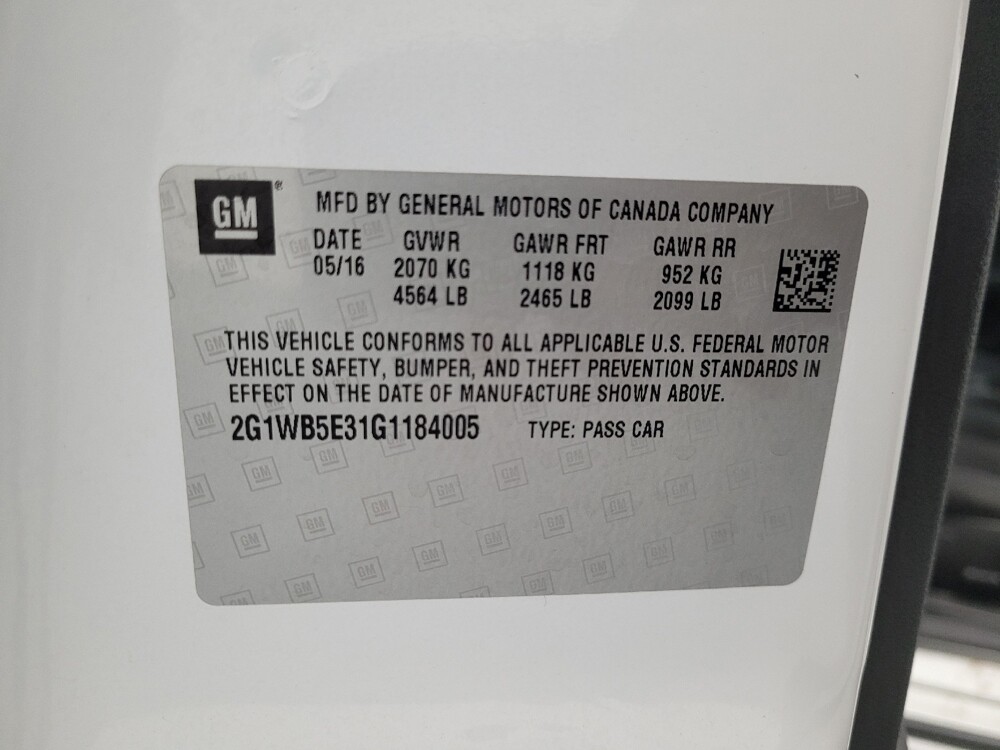 GM ® MFD BY GENERAL MOTORS OF CANADA COMPANY
DATE GVWR GAWR FRT GAWR RR
05/16 2070 KG 1118 KG 952 KG
4564 LB 2465 LB 2099 LB
THIS VEHICLE CONFORMS TO ALL APPLICABLE U.S. FEDERAL MOTOR
VEHICLE SAFETY, BUMPER, AND THEFT PREVENTION STANDARDS IN
EFFECT ON THE DATE OF MANUFACTURE SHOWN ABOVE.
2G1WB5E31G1184005 TYPE: PASS CAR